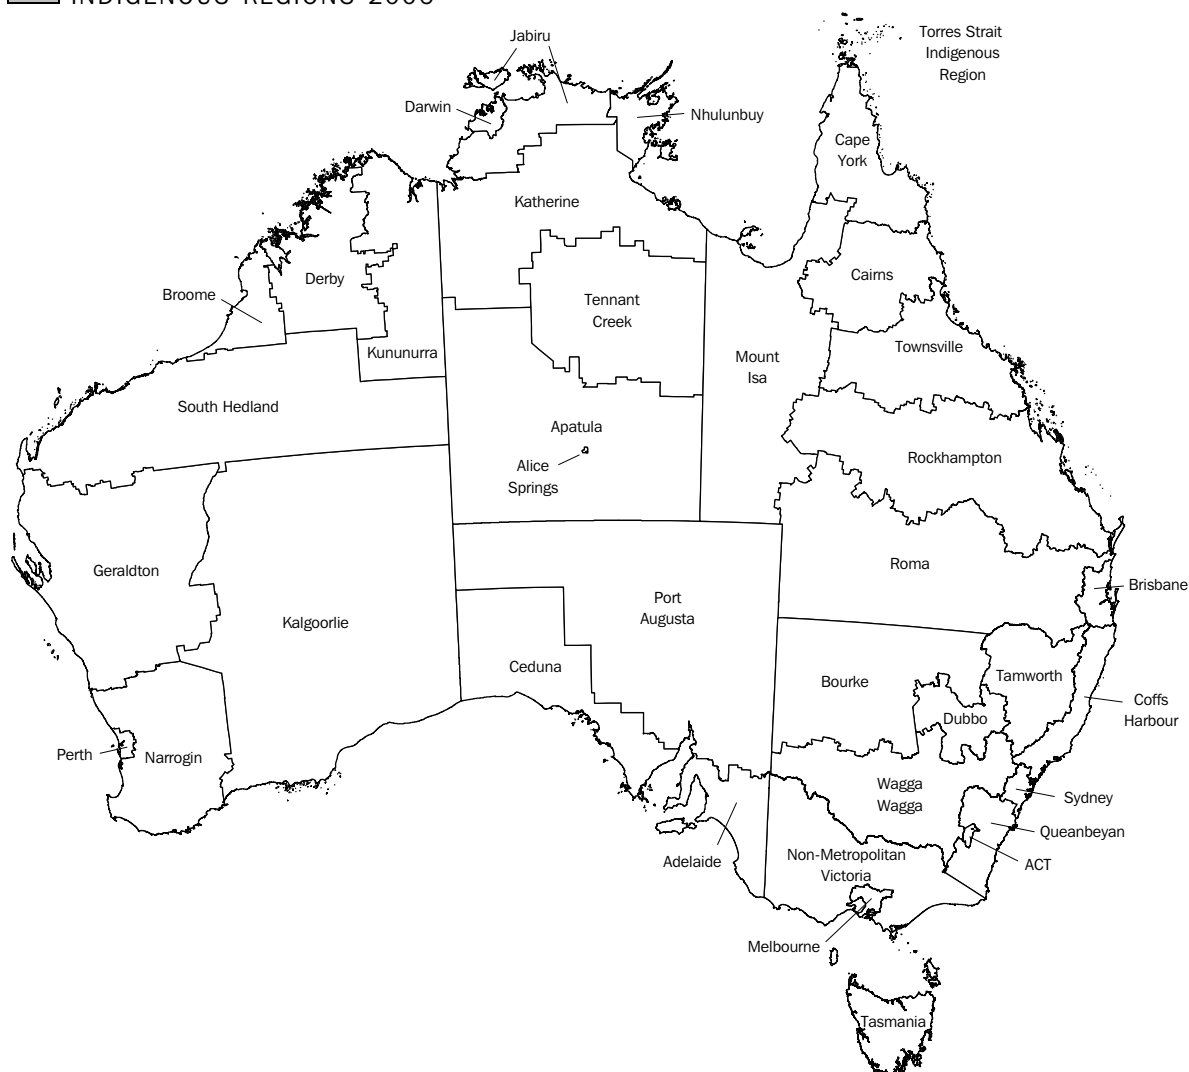 INDIGENOUS REGIONS 2006
Torres Strait
Indigenous
Region
Jabiru
Darwin
Nhulunbuy
Cape
York
Katherine
Cairns
Derby
Broome
Tennant
Creek
Kununurra
Townsville
Mount
Isa
South Hedland
Apatula
Rockhampton
Alice
Springs
Geraldton
Roma
Brisbane
Port
Augusta
Kalgoorlie
Ceduna
Bourke
Tamworth
Coffs
Harbour
Dubbo
Perth
Narrogin
Wagga
Wagga
Sydney
Queanbeyan
Adelaide
Non-Metropolitan
Victoria
ACT
Melbourne
Tasmania